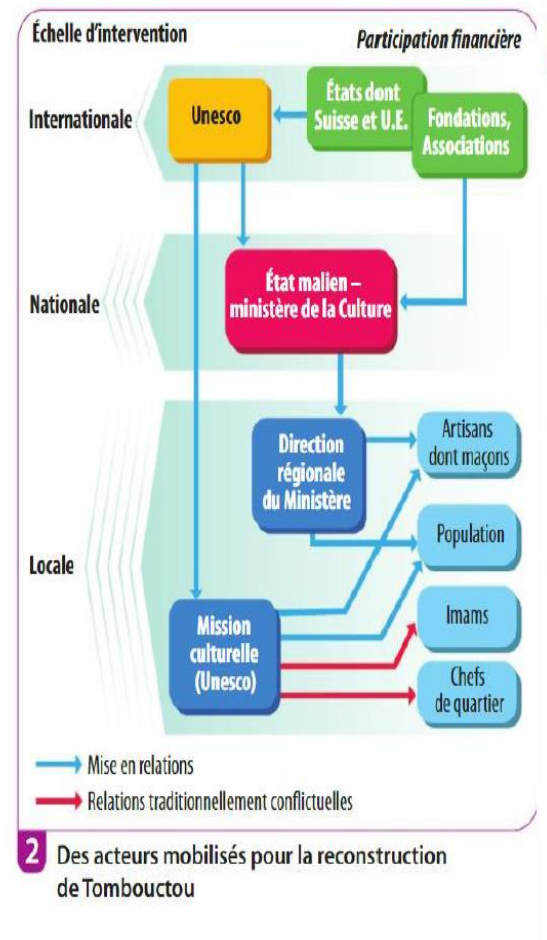 Échelle d'intervention
Participation financière
Internationale
Unesco
États dont
Suisse et U.E.
Fondations,
Associations
Nationale
État malien –
ministère de la Culture
Locale
Direction
régionale
du Ministère
Artisans
dont maçons
Population
Mission
culturelle
(Unesco)
Imams
Chefs
de quartier
Mise en relations
Relations traditionnellement conflictuelles
2 Des acteurs mobilisés pour la reconstruction
de Tombouctou